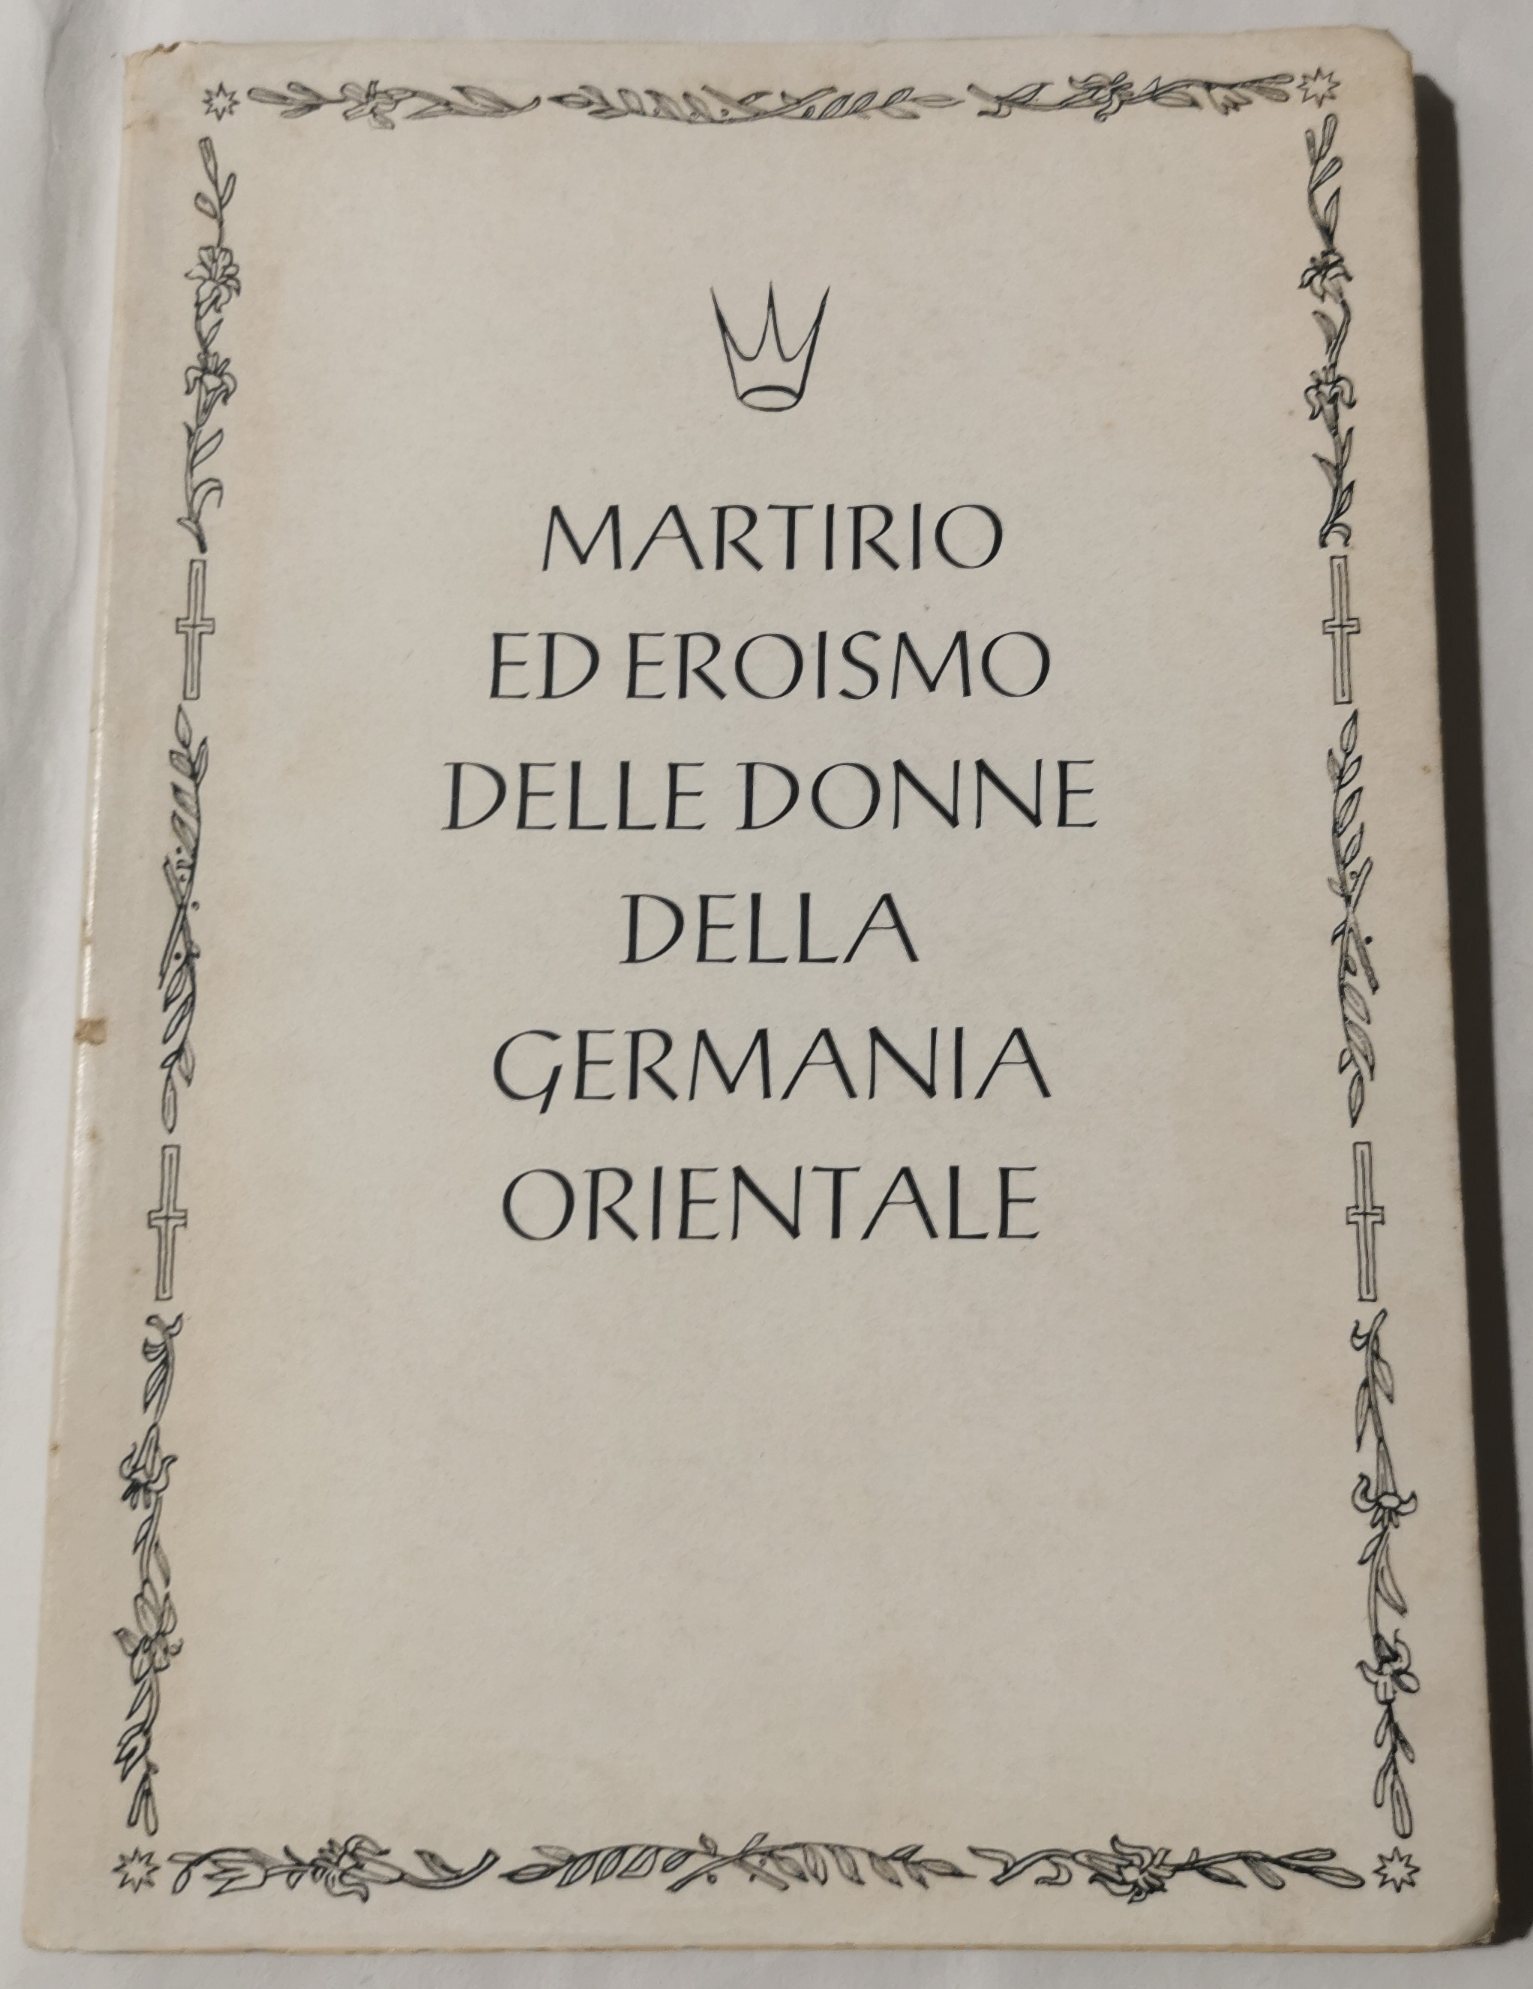 MARTIRIO
ED EROISMO
DELLE DONNE
DELLA
GERMANIA
ORIENTALE